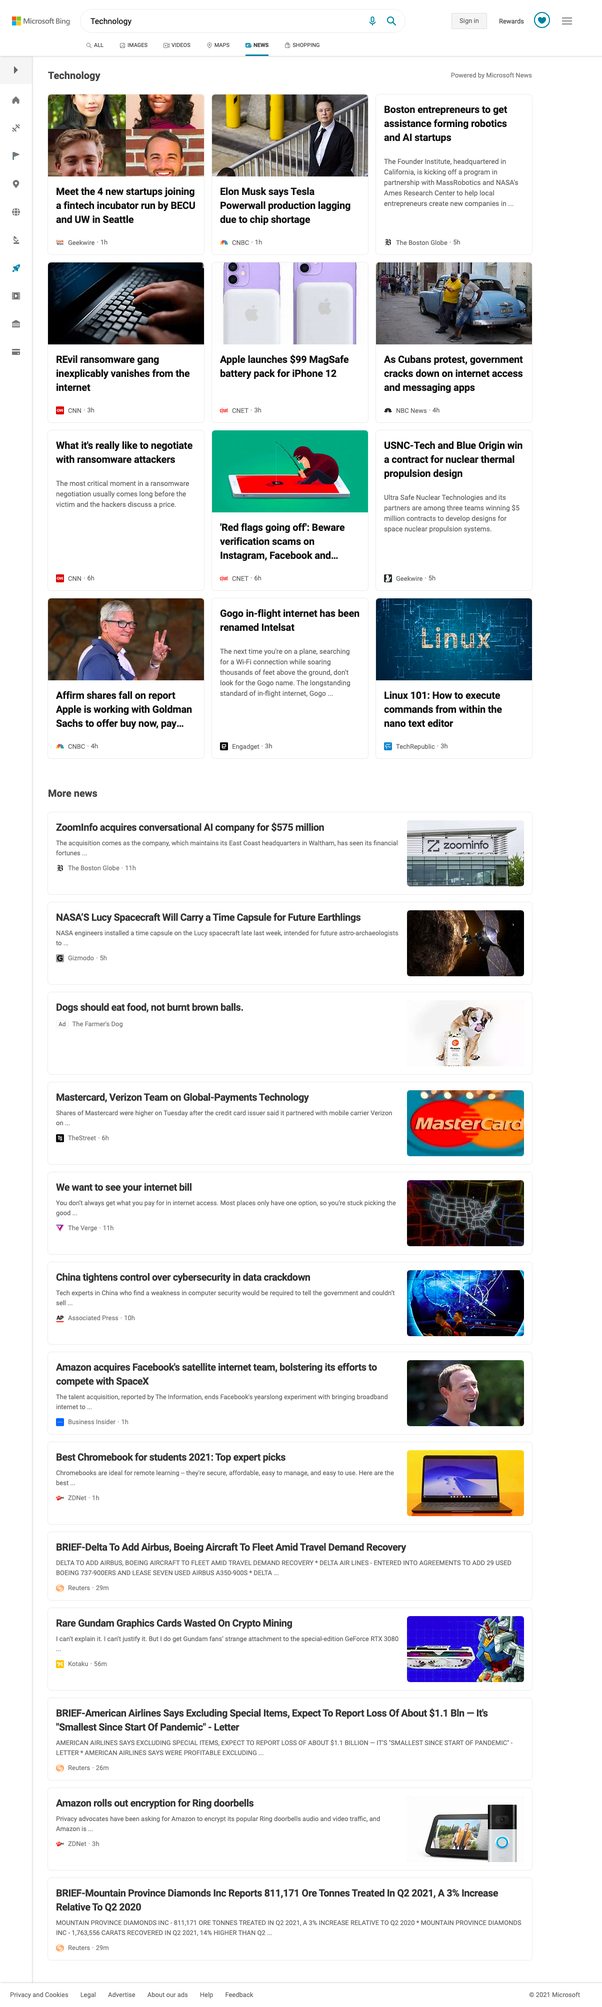 Microsoft Bing
Technology
Sign in
Rewards
ALL
IMAGES
VIDEOS
MAPS
NEWS
SHOPPING
Technology
Powered by Microsoft News
Meet the 4 new startups joining
a fintech incubator run by BECU
and UW in Seattle
Geekwire · 1h
Elon Musk says Tesla
Powerwall production lagging
due to chip shortage
CNBC · 1h
Boston entrepreneurs to get
assistance forming robotics
and AI startups
The Founder Institute, headquartered in
California, is kicking off a program in
partnership with MassRobotics and NASA's
Ames Research Center to help local
entrepreneurs create new companies in ...
The Boston Globe · 5h
REvil ransomware gang
inexplicably vanishes from the
internet
CNN · 3h
Apple launches $99 MagSafe
battery pack for iPhone 12
CNET · 3h
As Cubans protest, government
cracks down on internet access
and messaging apps
NBC News · 4h
What it's really like to negotiate
with ransomware attackers
The most critical moment in a ransomware
negotiation usually comes long before the
victim and the hackers discuss a price.
CNN · 6h
'Red flags going off': Beware
verification scams on
Instagram, Facebook and...
CNET · 6h
USNC-Tech and Blue Origin win
a contract for nuclear thermal
propulsion design
Ultra Safe Nuclear Technologies and its
partners are among three teams winning $5
million contracts to develop designs for
space nuclear propulsion systems.
Geekwire · 5h
Affirm shares fall on report
Apple is working with Goldman
Sachs to offer buy now, pay...
CNBC · 4h
Gogo in-flight internet has been
renamed Intelsat
The next time you're on a plane, searching
for a Wi-Fi connection while soaring
thousands of feet above the ground, don't
look for the Gogo name. The longstanding
standard of in-flight internet, Gogo ...
Engadget · 3h
Linux
Linux 101: How to execute
commands from within the
nano text editor
TechRepublic · 3h
More news
ZoomInfo acquires conversational AI company for $575 million
The acquisition comes as the company, which maintains its East Coast headquarters in Waltham, has seen its financial
fortunes ...
The Boston Globe · 11h
zoominfo
NASA'S Lucy Spacecraft Will Carry a Time Capsule for Future Earthlings
NASA engineers installed a time capsule on the Lucy spacecraft late last week, intended for future astro-archaeologists
to ...
Gizmodo · 5h
Dogs should eat food, not burnt brown balls.
Ad The Farmer's Dog
Mastercard, Verizon Team on Global-Payments Technology
Shares of Mastercard were higher on Tuesday after the credit card issuer said it partnered with mobile carrier Verizon
on ...
TheStreet · 6h
MasterCard
We want to see your internet bill
You don't always get what you pay for in internet access. Most places only have one option, so you're stuck picking the
good ...
The Verge · 11h
China tightens control over cybersecurity in data crackdown
Tech experts in China who find a weakness in computer security would be required to tell the government and couldn't
sell ...
AP Associated Press · 10h
Amazon acquires Facebook's satellite internet team, bolstering its efforts to
compete with SpaceX
The talent acquisition, reported by The Information, ends Facebook's yearslong experiment with bringing broadband
internet to ...
Business Insider · 1h
Best Chromebook for students 2021: Top expert picks
Chromebooks are ideal for remote learning -- they're secure, affordable, easy to manage, and easy to use. Here are the
best ...
ZDNet · 1h
BRIEF-Delta To Add Airbus, Boeing Aircraft To Fleet Amid Travel Demand Recovery
DELTA TO ADD AIRBUS, BOEING AIRCRAFT TO FLEET AMID TRAVEL DEMAND RECOVERY * DELTA AIR LINES - ENTERED INTO AGREEMENTS TO ADD 29 USED
BOEING 737-900ERS AND LEASE SEVEN USED AIRBUS A350-900S * DELTA ...
Reuters · 29m
Rare Gundam Graphics Cards Wasted On Crypto Mining
I can't explain it. I can't justify it. But I do get Gundam fans' strange attachment to the special-edition GeForce RTX 3080
...
Kotaku · 56m
BRIEF-American Airlines Says Excluding Special Items, Expect To Report Loss Of About $1.1 Bln — It's
"Smallest Since Start Of Pandemic" - Letter
AMERICAN AIRLINES SAYS EXCLUDING SPECIAL ITEMS, EXPECT TO REPORT LOSS OF ABOUT $1.1 BILLION — IT'S "SMALLEST SINCE START OF PANDEMIC" -
LETTER * AMERICAN AIRLINES SAYS WERE PROFITABLE EXCLUDING ...
Reuters · 26m
Amazon rolls out encryption for Ring doorbells
Privacy advocates have been asking for Amazon to encrypt its popular Ring doorbells audio and video traffic, and
Amazon is ...
ZDNet · 3h
BRIEF-Mountain Province Diamonds Inc Reports 811,171 Ore Tonnes Treated In Q2 2021, A 3% Increase
Relative To Q2 2020
MOUNTAIN PROVINCE DIAMONDS INC - 811,171 ORE TONNES TREATED IN Q2 2021, A 3% INCREASE RELATIVE TO Q2 2020 * MOUNTAIN PROVINCE DIAMONDS
INC - 1,763,556 CARATS RECOVERED IN Q2 2021, 14% HIGHER THAN Q2 ...
Reuters · 29m
Privacy and Cookies
Legal
Advertise
About our ads
Help
Feedback
© 2021 Microsoft